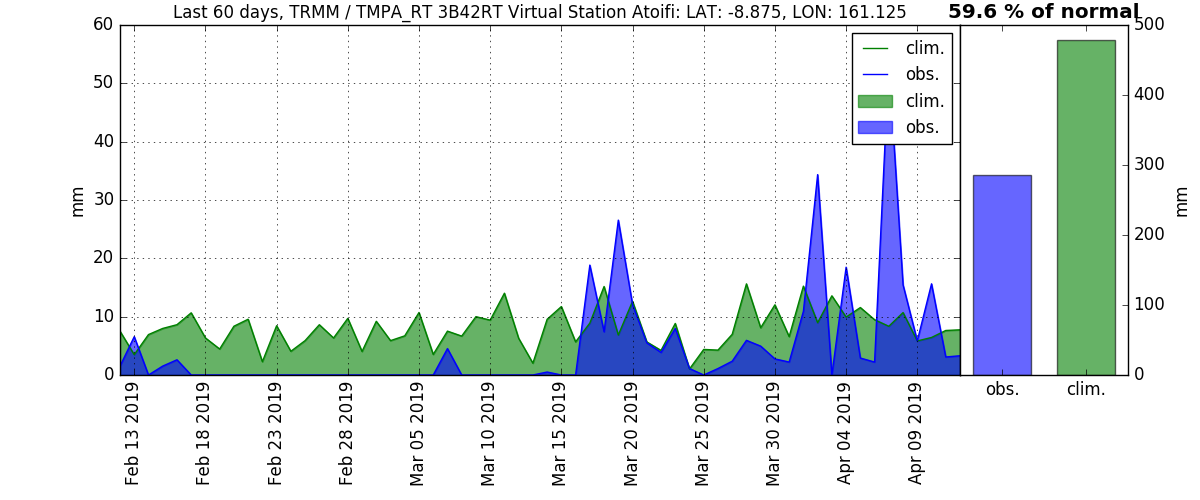 Last 60 days, TRMM / TMPA_RT 3B42RT Virtual Station Atoifi: LAT: -8.875, LON: 161.125
59.6 % of normal
60
50
40
30
20
10
0
mm
clim.
obs.
clim.
obs.
Feb 13 2019
Feb 18 2019
Feb 23 2019
Feb 28 2019
Mar 05 2019
Mar 10 2019
Mar 15 2019
Mar 20 2019
Mar 25 2019
Mar 30 2019
Apr 04 2019
Apr 09 2019
500
400
300
200
100
0
mm
obs.
clim.